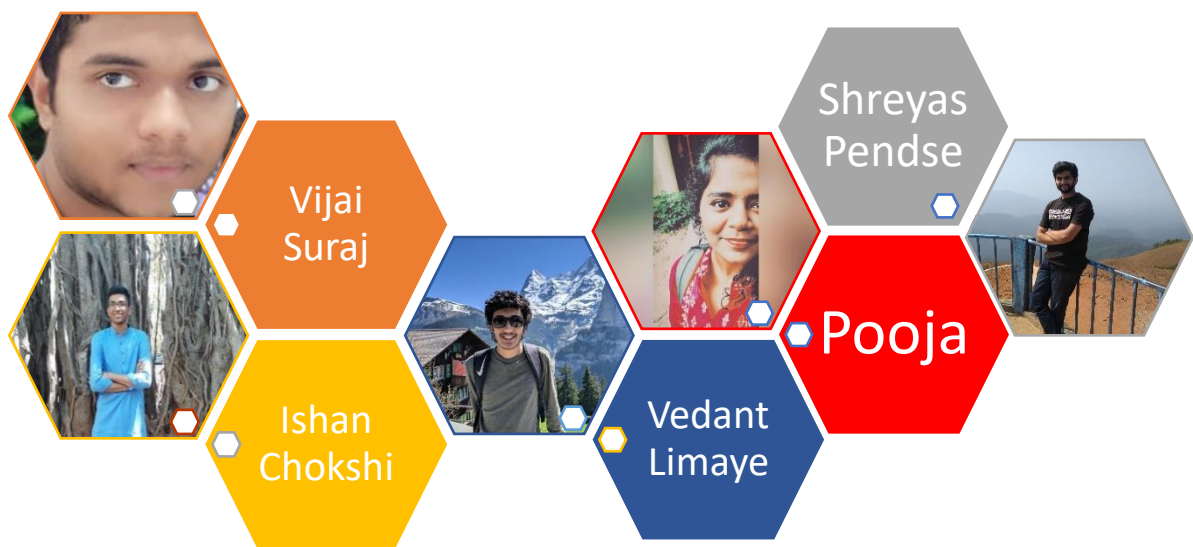 Vijai
Suraj
Ishan
Chokshi
Vedant
Limaye
Shreyas
Pendse
Pooja